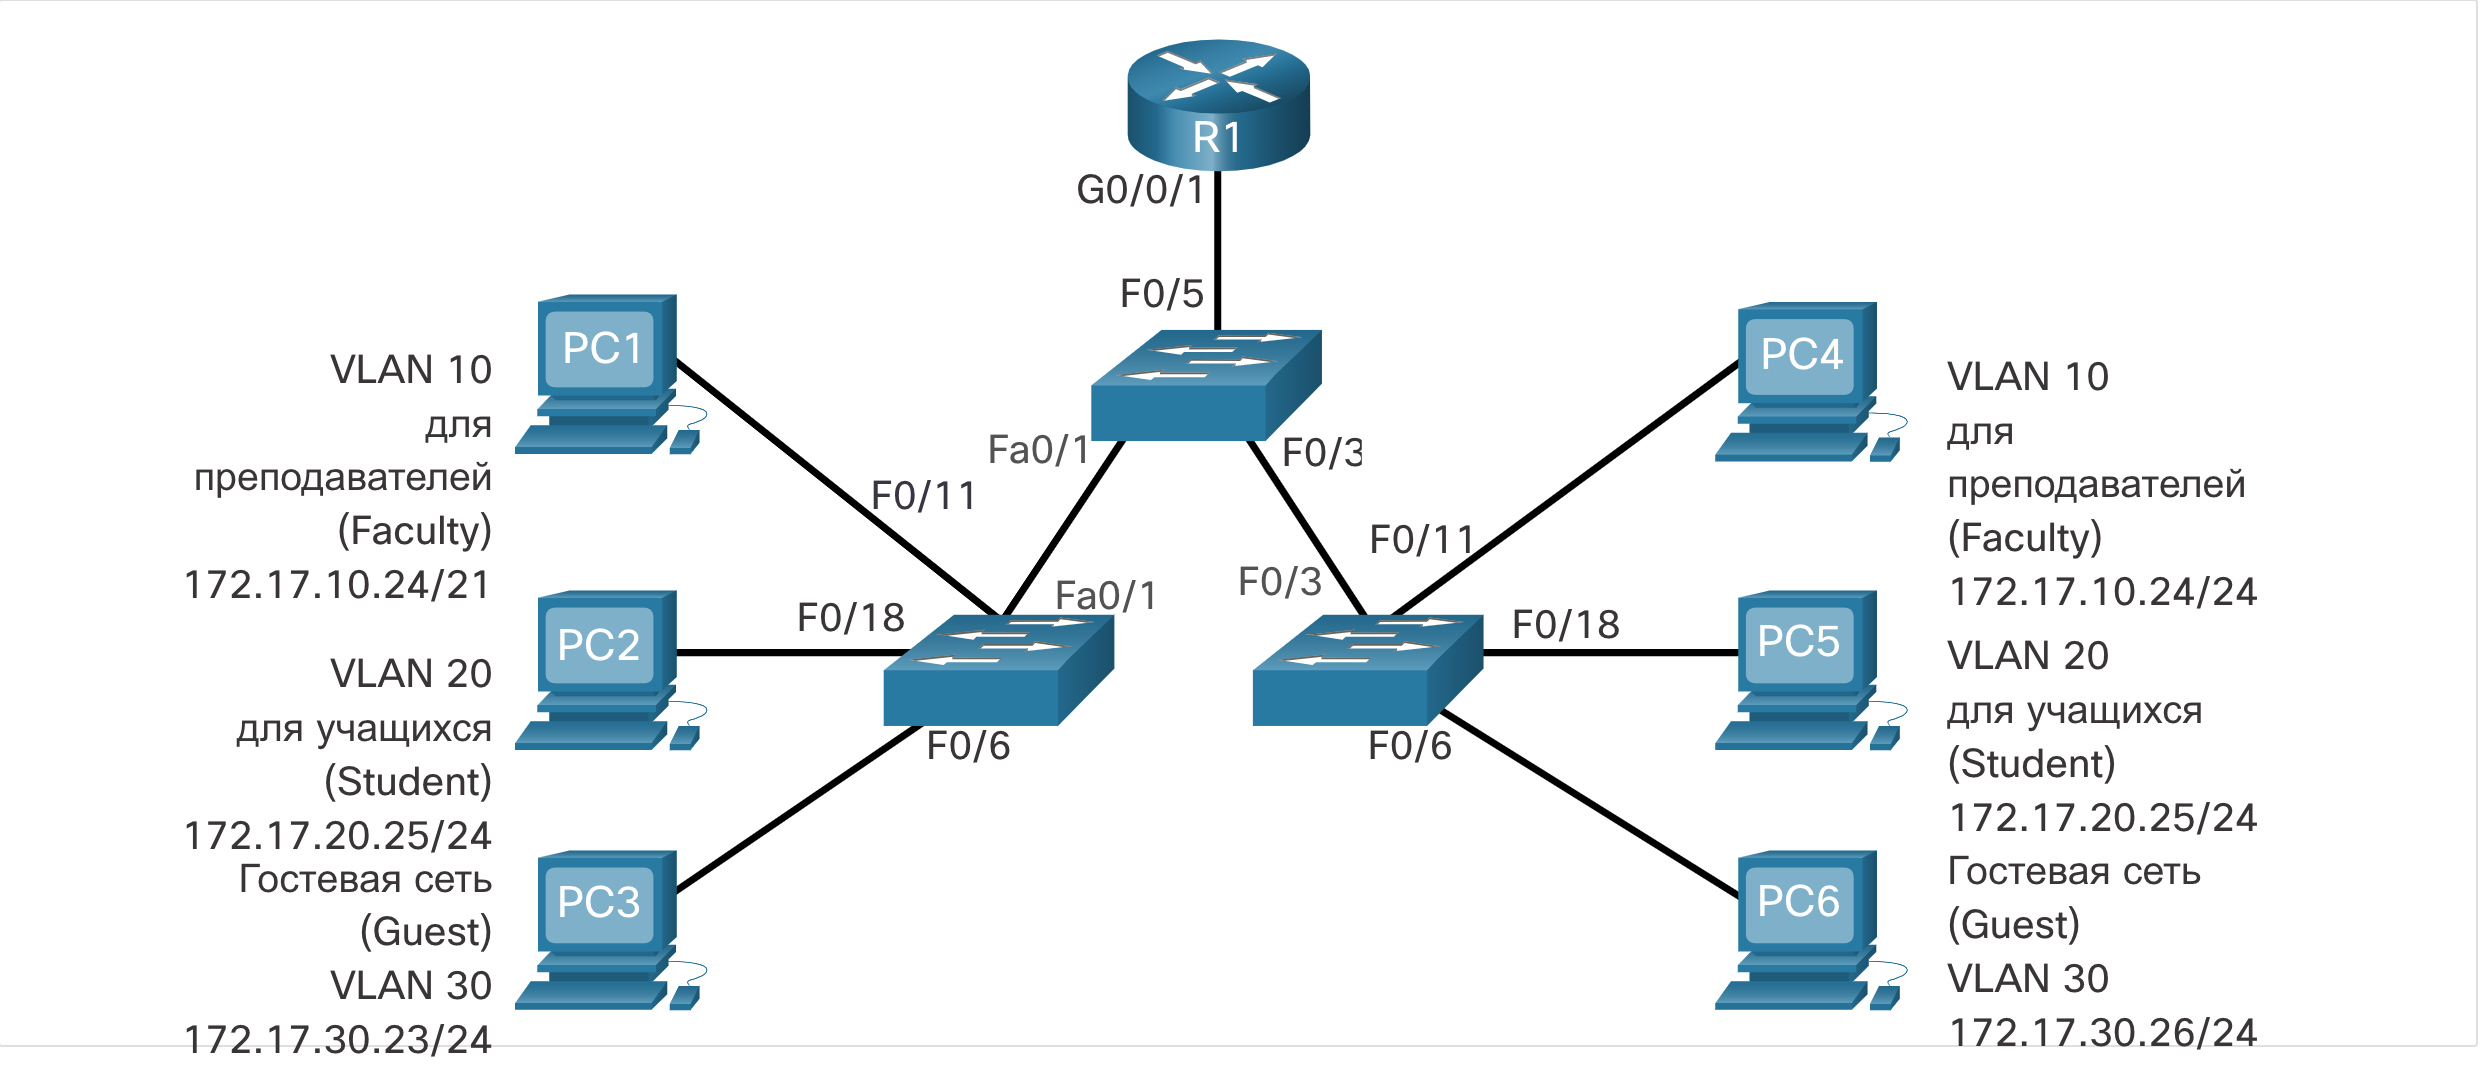 R1
G0/0/1
F0/5
PC1
VLAN 10
для
преподавателей
(Faculty)
172.17.10.24/21
F0/11
Fa0/1
F0/3
PC4
VLAN 10
для
преподавателей
(Faculty)
172.17.10.24/24
F0/11
Fa0/1
F0/3
PC2
VLAN 20
для учащихся
(Student)
172.17.20.25/24
F0/18
F0/18
PC5
VLAN 20
для учащихся
(Student)
172.17.20.25/24
F0/6
F0/6
PC3
Гостевая сеть
(Guest)
VLAN 30
172.17.30.23/24
PC6
Гостевая сеть
(Guest)
VLAN 30
172.17.30.26/24